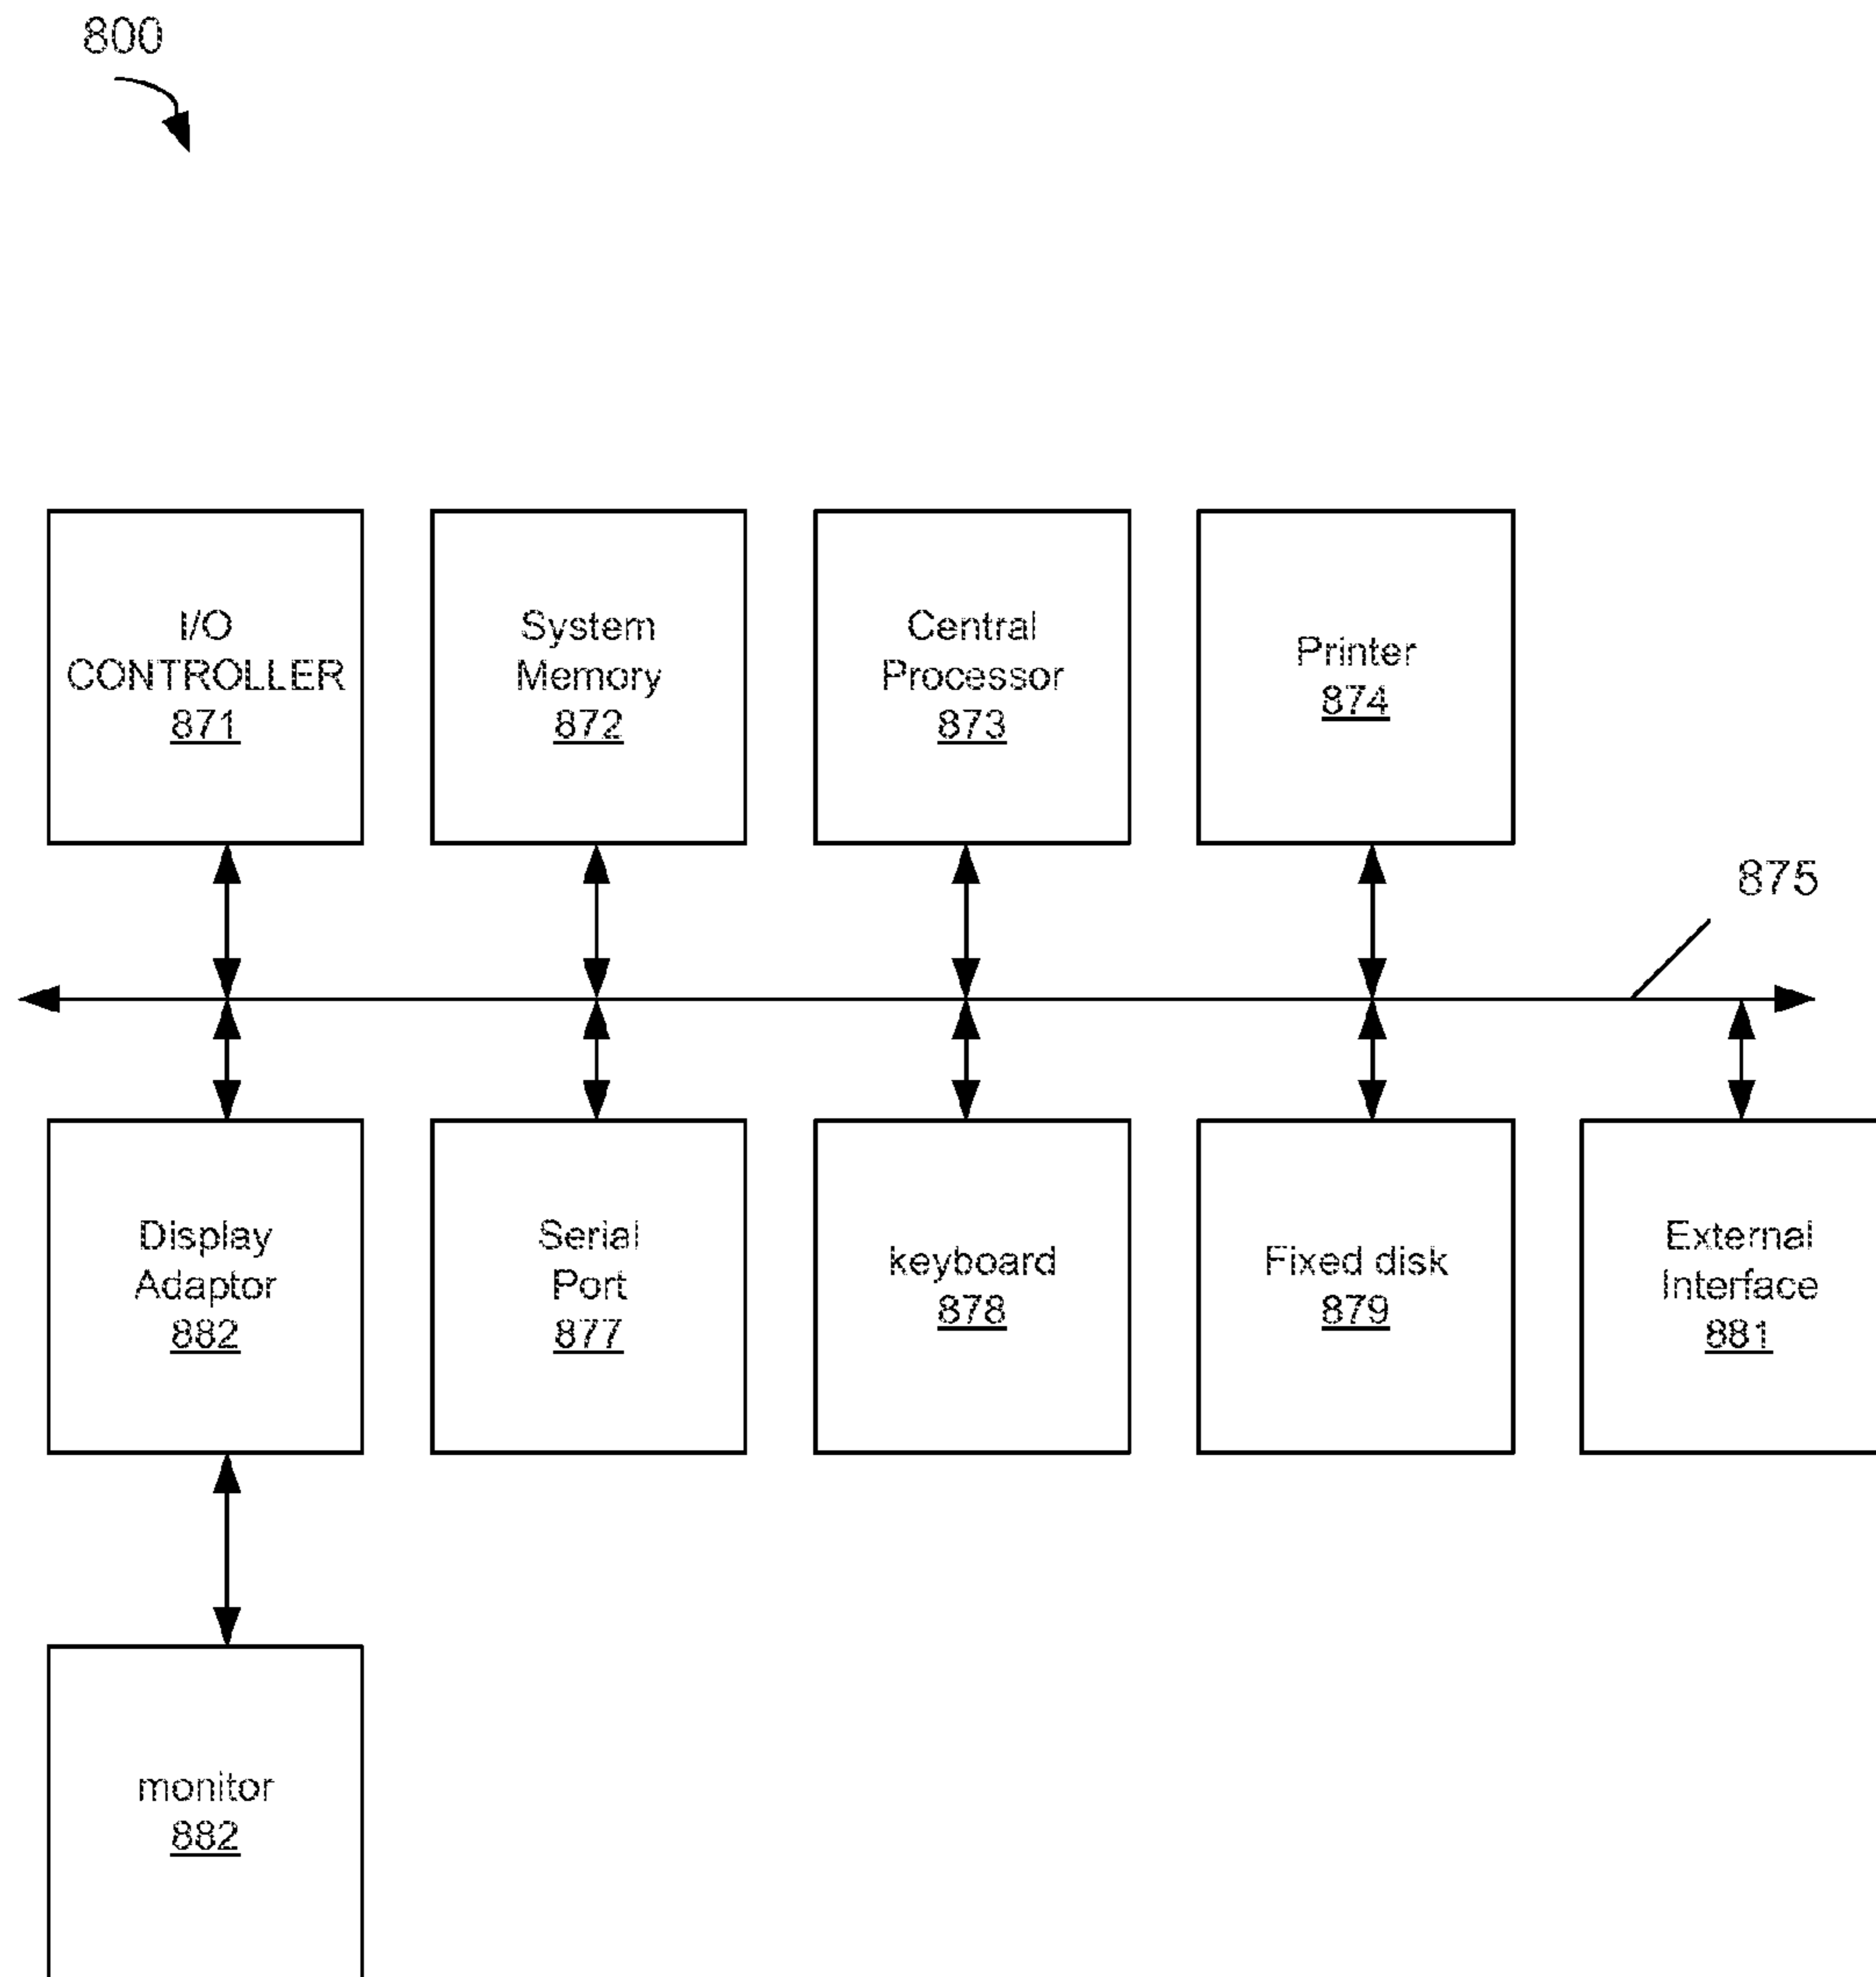 800
I/O
CONTROLLER
871
System
Memory
872
Central
Processor
873
Printer
874
875
Display
Adaptor
882
Serial
Port
877
keyboard
878
Fixed disk
879
External
Interface
881
monitor
882